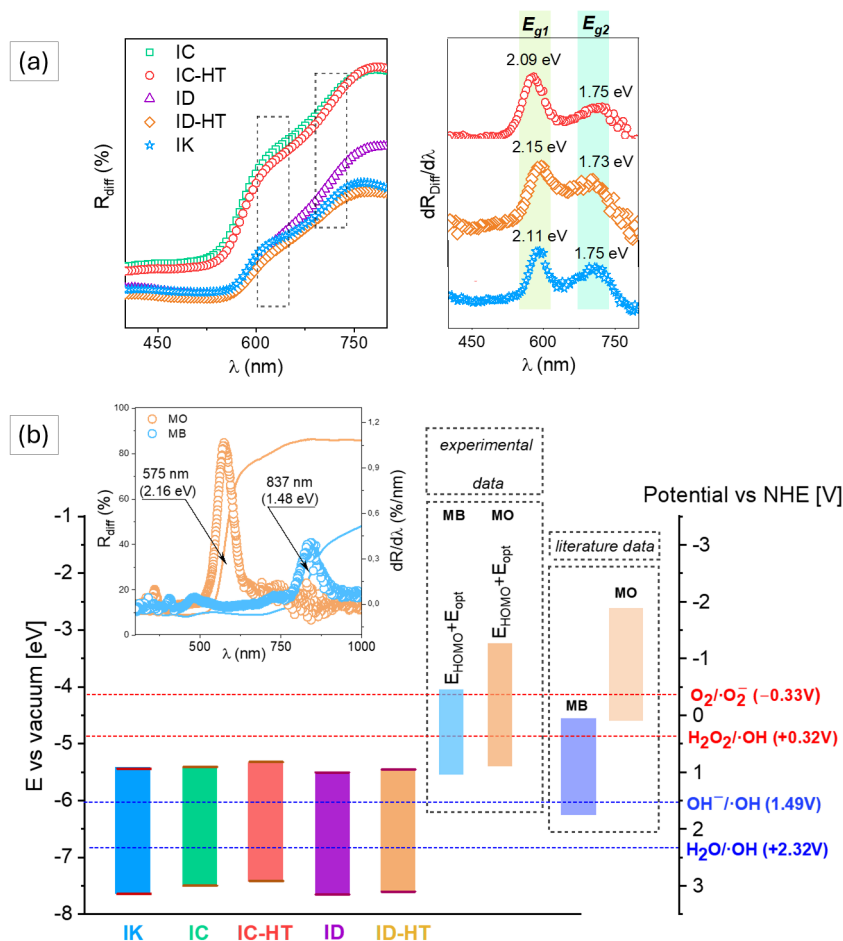 (a)
IC
IC-HT
ID
ID-HT
IK
R_diff (%)
450 600 750
λ (nm)
E_g1 E_g2
2.09 eV
1.75 eV
2.15 eV
1.73 eV
2.11 eV
1.75 eV
dR_Diff/dλ
450 600 750
λ (nm)
(b)
MO
MB
575 nm
(2.16 eV)
837 nm
(1.48 eV)
R_diff (%)
100
80
60
40
20
0
dR/dλ (%/nm)
1,2
0,9
0,6
0,3
0,0
500 750 1000
λ (nm)
experimental
data
MB MO
E_HOMO+E_opt
E_HOMO+E_opt
literature data
MO
MB
Potential vs NHE [V]
-3
-2
-1
0
1
2
3
O₂/·O₂⁻ (−0.33V)
H₂O₂/·OH (+0.32V)
OH⁻/·OH (1.49V)
H₂O/·OH (+2.32V)
E vs vacuum [eV]
-1
-2
-3
-4
-5
-6
-7
-8
IK IC IC-HT ID ID-HT